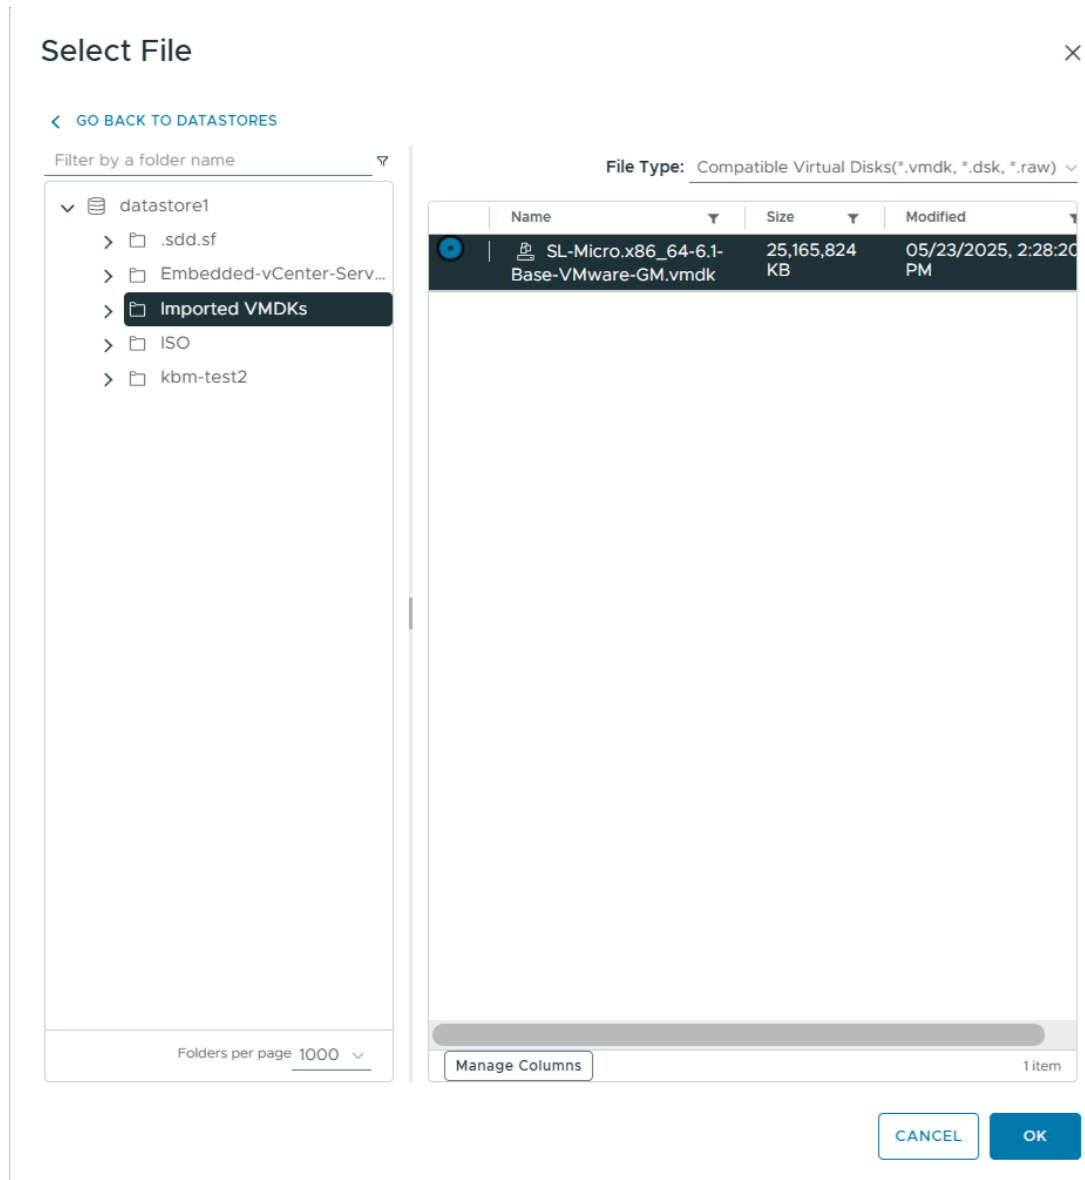 Select File
GO BACK TO DATASTORES
Filter by a folder name
datastore1
.sdd.sf
Embedded-vCenter-Serv...
Imported VMDKs
ISO
kbm-test2
Folders per page 1000
File Type: Compatible Virtual Disks(*.vmdk, *.dsk, *.raw)
Name Size Modified
SL-Micro.x86_64-6.1- 25,165,824 05/23/2025, 2:28:20
Base-VMware-GM.vmdk KB PM
Manage Columns 1 item
CANCEL OK